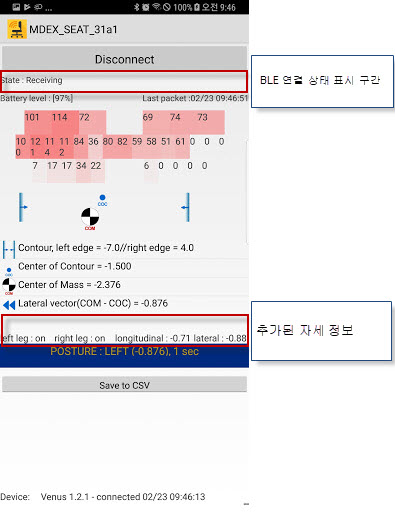 100% 오전 9:46
MDEX_SEAT_31a1
Disconnect
State : Receiving
BLE 연결 상태 표시 구간
Battery level : [97%] Last packet :02/23 09:46:51
101 114 72 69 74 73
10 12 11 11 84 36 80 82 59 58 51 61 0 0 0
0 1 4 2
7 17 17 34 22 6 0 0 0 0
COC
COM
Contour, left edge = -7.0//right edge = 4.0
COC
Center of Contour = -1.500
Center of Mass = -2.376
COM
Lateral vector(COM - COC) = -0.876
추가된 자세 정보
left leg : on right leg : on longitudinal : -0.71 lateral : -0.88
POSTURE : LEFT (-0.876), 1 sec
Save to CSV
Device: Venus 1.2.1 - connected 02/23 09:46:13